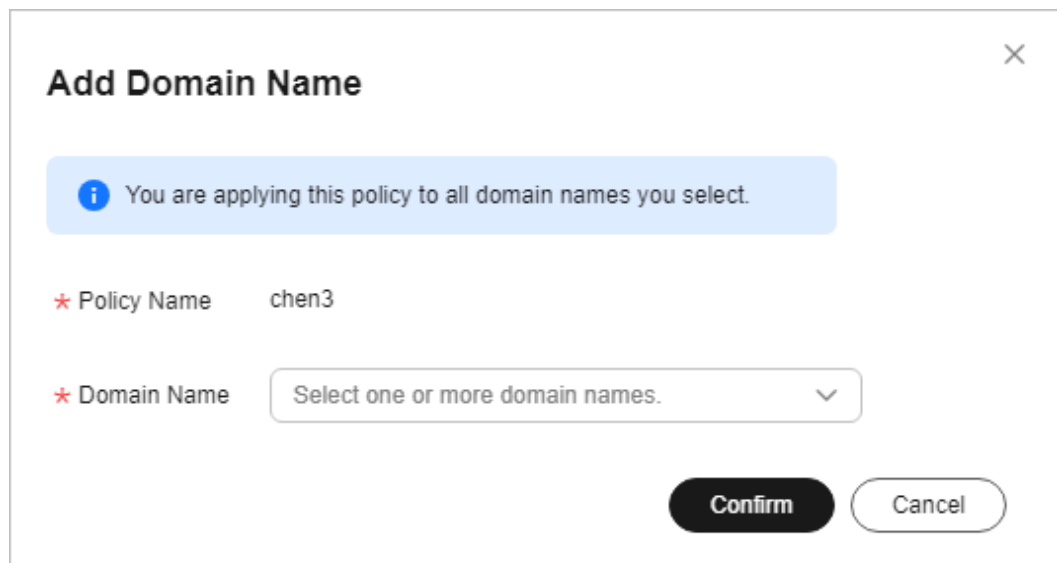 Add Domain Name
You are applying this policy to all domain names you select.
* Policy Name chen3
* Domain Name Select one or more domain names.
Confirm Cancel